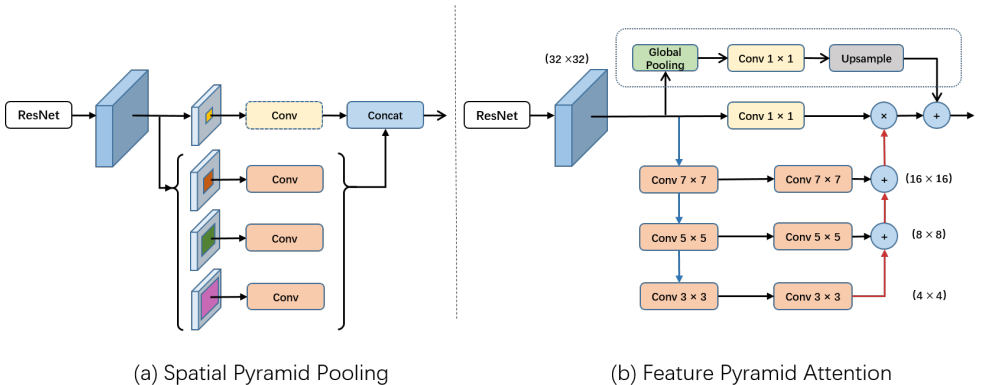 ResNet
Conv
Concat
Conv
Conv
Conv
(a) Spatial Pyramid Pooling
(32 ×32)
Global
Pooling
Conv 1 × 1
Upsample
ResNet
Conv 1 × 1
×
+
Conv 7 × 7
Conv 7 × 7
+
(16 × 16)
Conv 5 × 5
Conv 5 × 5
+
(8 × 8)
Conv 3 × 3
Conv 3 × 3
(4 × 4)
(b) Feature Pyramid Attention